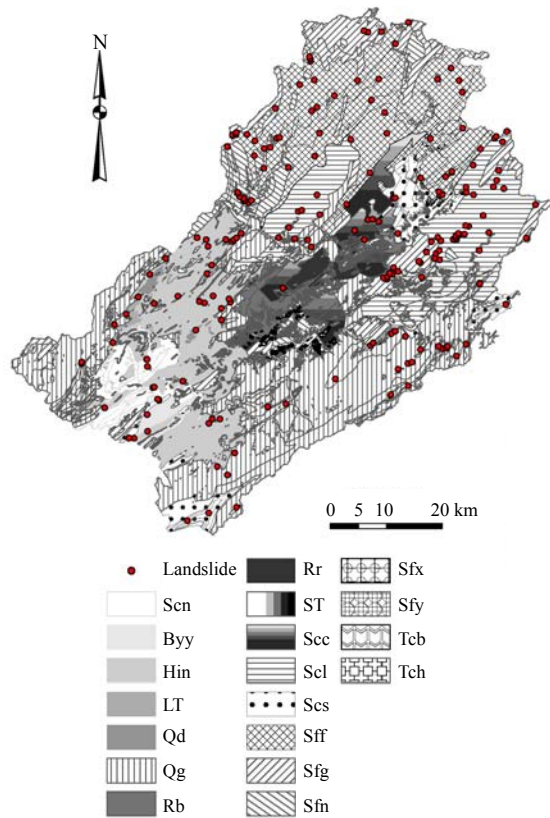 N
0 5 10 20 km
Landslide Rr Sfx
Scn ST Sfy
Byy Scc Tcb
Hin Scl Tch
LT Scs
Qd Sff
Qg Sfg
Rb Sfn